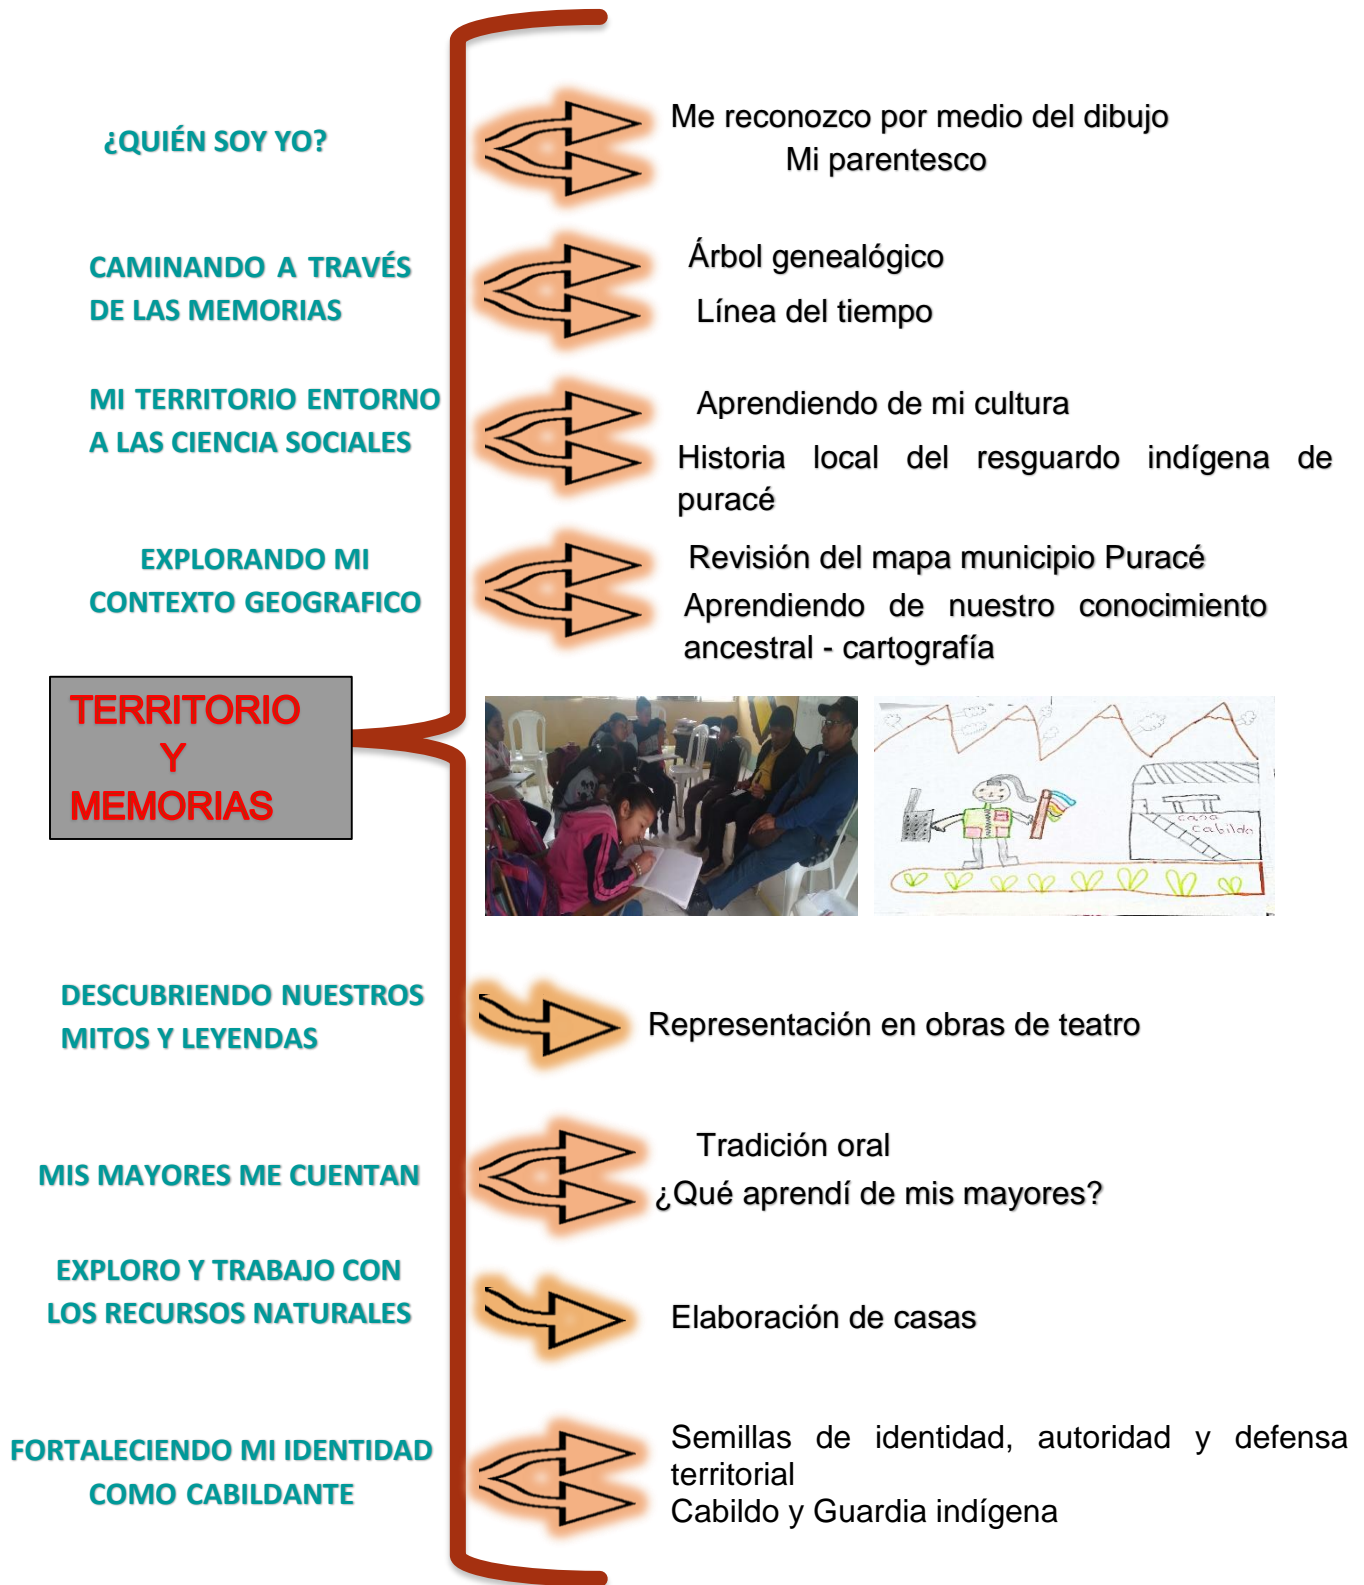 ¿QUIÉN SOY YO?
Me reconozco por medio del dibujo
Mi parentesco
CAMINANDO A TRAVÉS
DE LAS MEMORIAS
Árbol genealógico
Línea del tiempo
MI TERRITORIO ENTORNO
A LAS CIENCIA SOCIALES
Aprendiendo de mi cultura
Historia local del resguardo indígena de
puracé
EXPLORANDO MI
CONTEXTO GEOGRAFICO
Revisión del mapa municipio Puracé
Aprendiendo de nuestro conocimiento
ancestral - cartografía
TERRITORIO
Y
MEMORIAS
casa
cabildo
DESCUBRIENDO NUESTROS
MITOS Y LEYENDAS
Representación en obras de teatro
MIS MAYORES ME CUENTAN
Tradición oral
¿Qué aprendí de mis mayores?
EXPLORO Y TRABAJO CON
LOS RECURSOS NATURALES
Elaboración de casas
FORTALECIENDO MI IDENTIDAD
COMO CABILDANTE
Semillas de identidad, autoridad y defensa
territorial
Cabildo y Guardia indígena